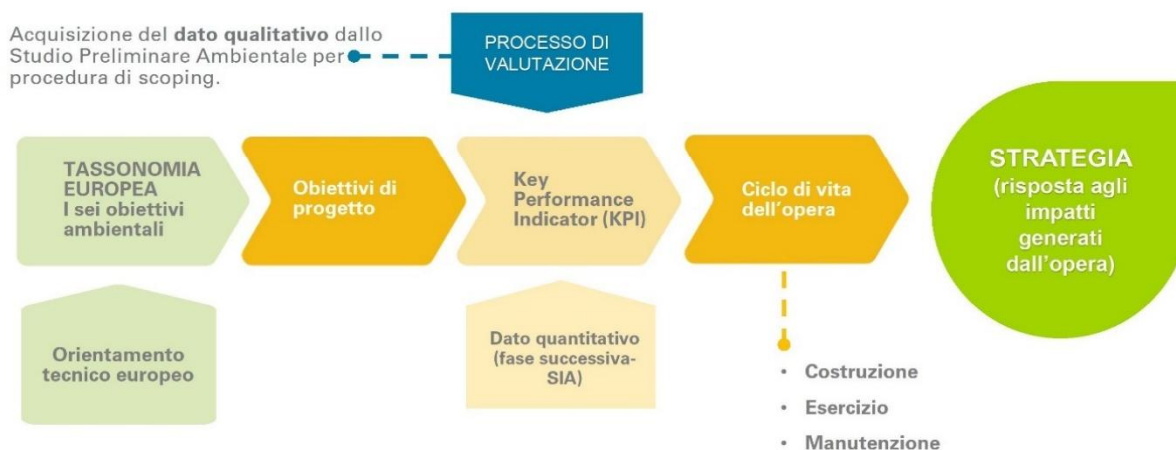 Acquisizione del dato qualitativo dallo
Studio Preliminare Ambientale per
procedura di scoping.
PROCESSO DI
VALUTAZIONE
TASSONOMIA
EUROPEA
I sei obiettivi
ambientali
Obiettivi di
progetto
Key
Performance
Indicator (KPI)
Ciclo di vita
dell'opera
STRATEGIA
(risposta agli
impatti
generati
dall'opera)
Orientamento
tecnico europeo
Dato quantitativo
(fase successiva-
SIA)
• Costruzione
• Esercizio
• Manutenzione